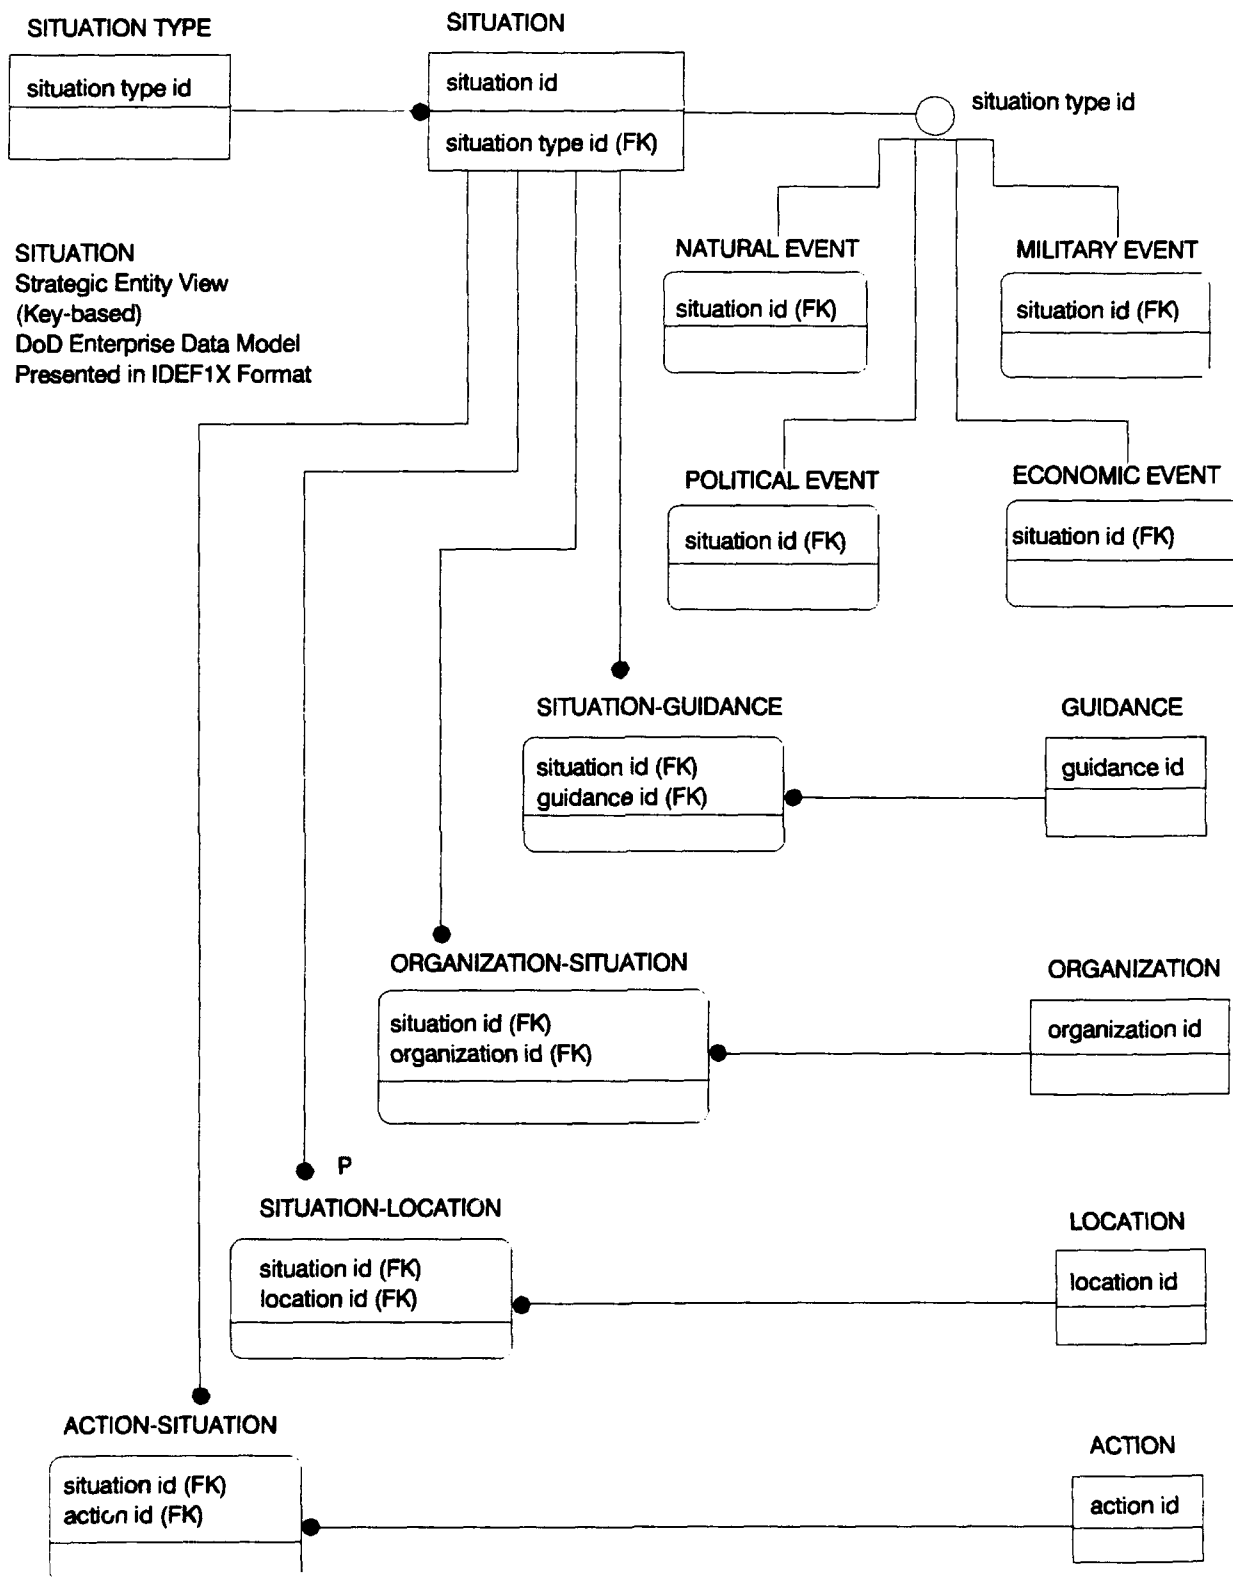 SITUATION TYPE
situation type id
SITUATION
situation id
situation type id (FK)
situation type id
SITUATION
Strategic Entity View
(Key-based)
DoD Enterprise Data Model
Presented in IDEF1X Format
NATURAL EVENT
situation id (FK)
MILITARY EVENT
situation id (FK)
POLITICAL EVENT
situation id (FK)
ECONOMIC EVENT
situation id (FK)
SITUATION-GUIDANCE
situation id (FK)
guidance id (FK)
GUIDANCE
guidance id
ORGANIZATION-SITUATION
situation id (FK)
organization id (FK)
ORGANIZATION
organization id
P
SITUATION-LOCATION
situation id (FK)
location id (FK)
LOCATION
location id
ACTION-SITUATION
situation id (FK)
action id (FK)
ACTION
action id